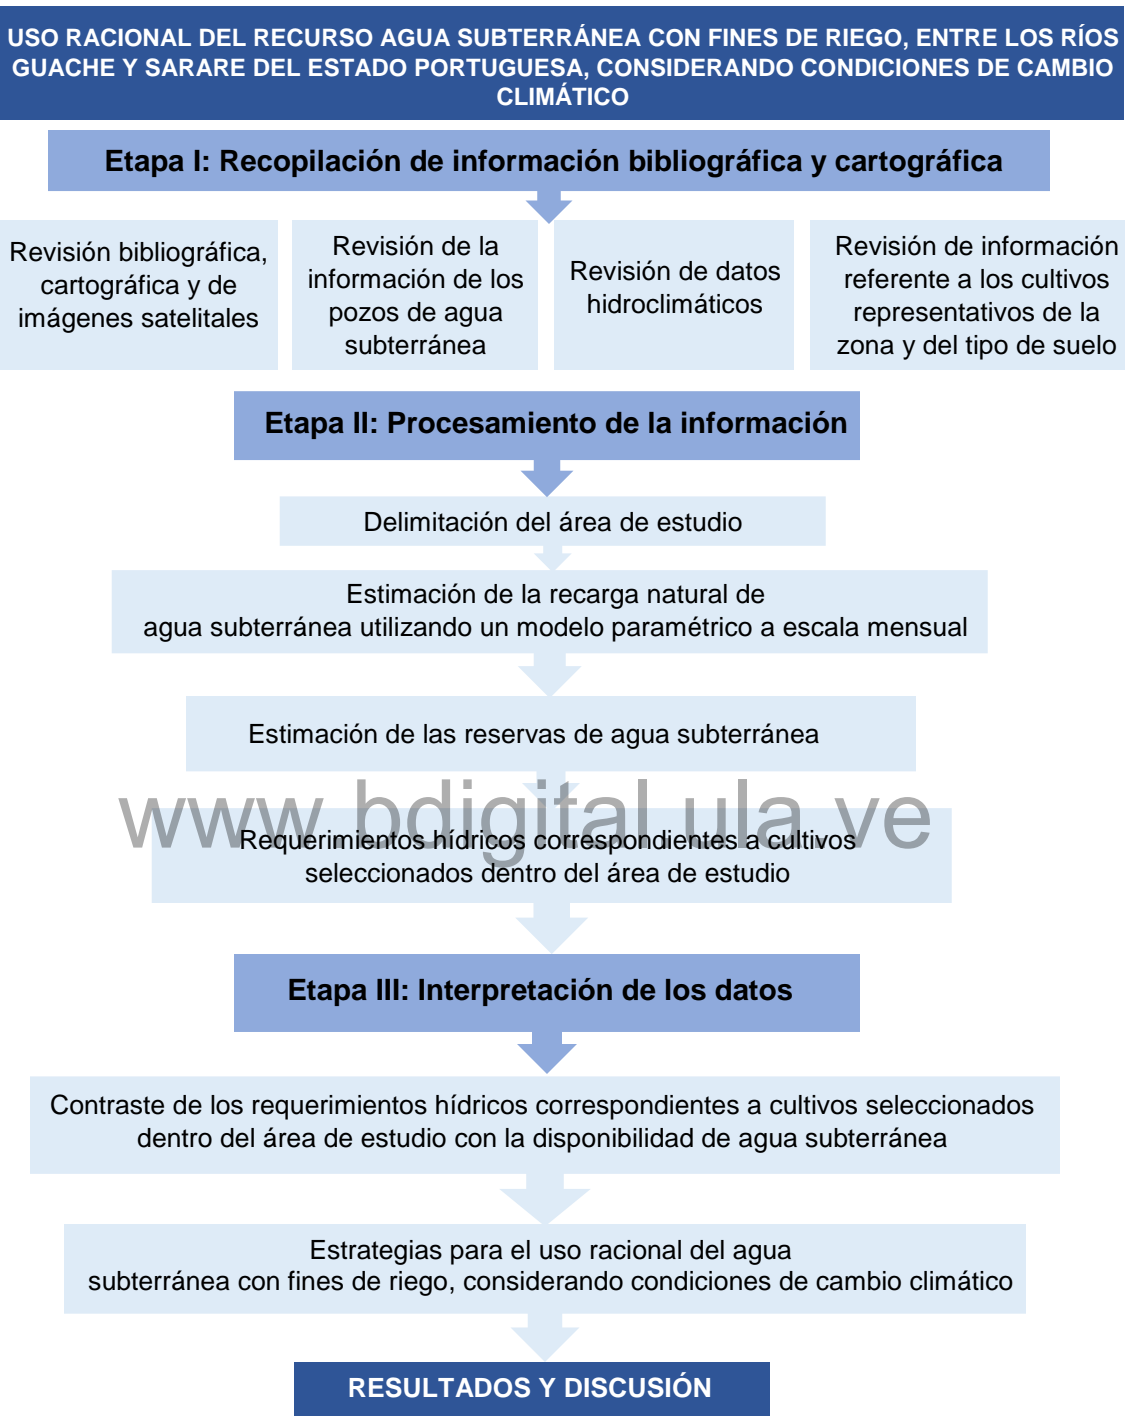 USO RACIONAL DEL RECURSO AGUA SUBTERRÁNEA CON FINES DE RIEGO, ENTRE LOS RÍOS
GUACHE Y SARARE DEL ESTADO PORTUGUESA, CONSIDERANDO CONDICIONES DE CAMBIO
CLIMÁTICO
Etapa I: Recopilación de información bibliográfica y cartográfica
Revisión bibliográfica,
cartográfica y de
imágenes satelitales
Revisión de la
información de los
pozos de agua
subterránea
Revisión de datos
hidroclimáticos
Revisión de información
referente a los cultivos
representativos de la
zona y del tipo de suelo
Etapa II: Procesamiento de la información
Delimitación del área de estudio
Estimación de la recarga natural de
agua subterránea utilizando un modelo paramétrico a escala mensual
Estimación de las reservas de agua subterránea
www.bdigital.ula.ve
Requerimientos hídricos correspondientes a cultivos
seleccionados dentro del área de estudio
Etapa III: Interpretación de los datos
Contraste de los requerimientos hídricos correspondientes a cultivos seleccionados
dentro del área de estudio con la disponibilidad de agua subterránea
Estrategias para el uso racional del agua
subterránea con fines de riego, considerando condiciones de cambio climático
RESULTADOS Y DISCUSIÓN